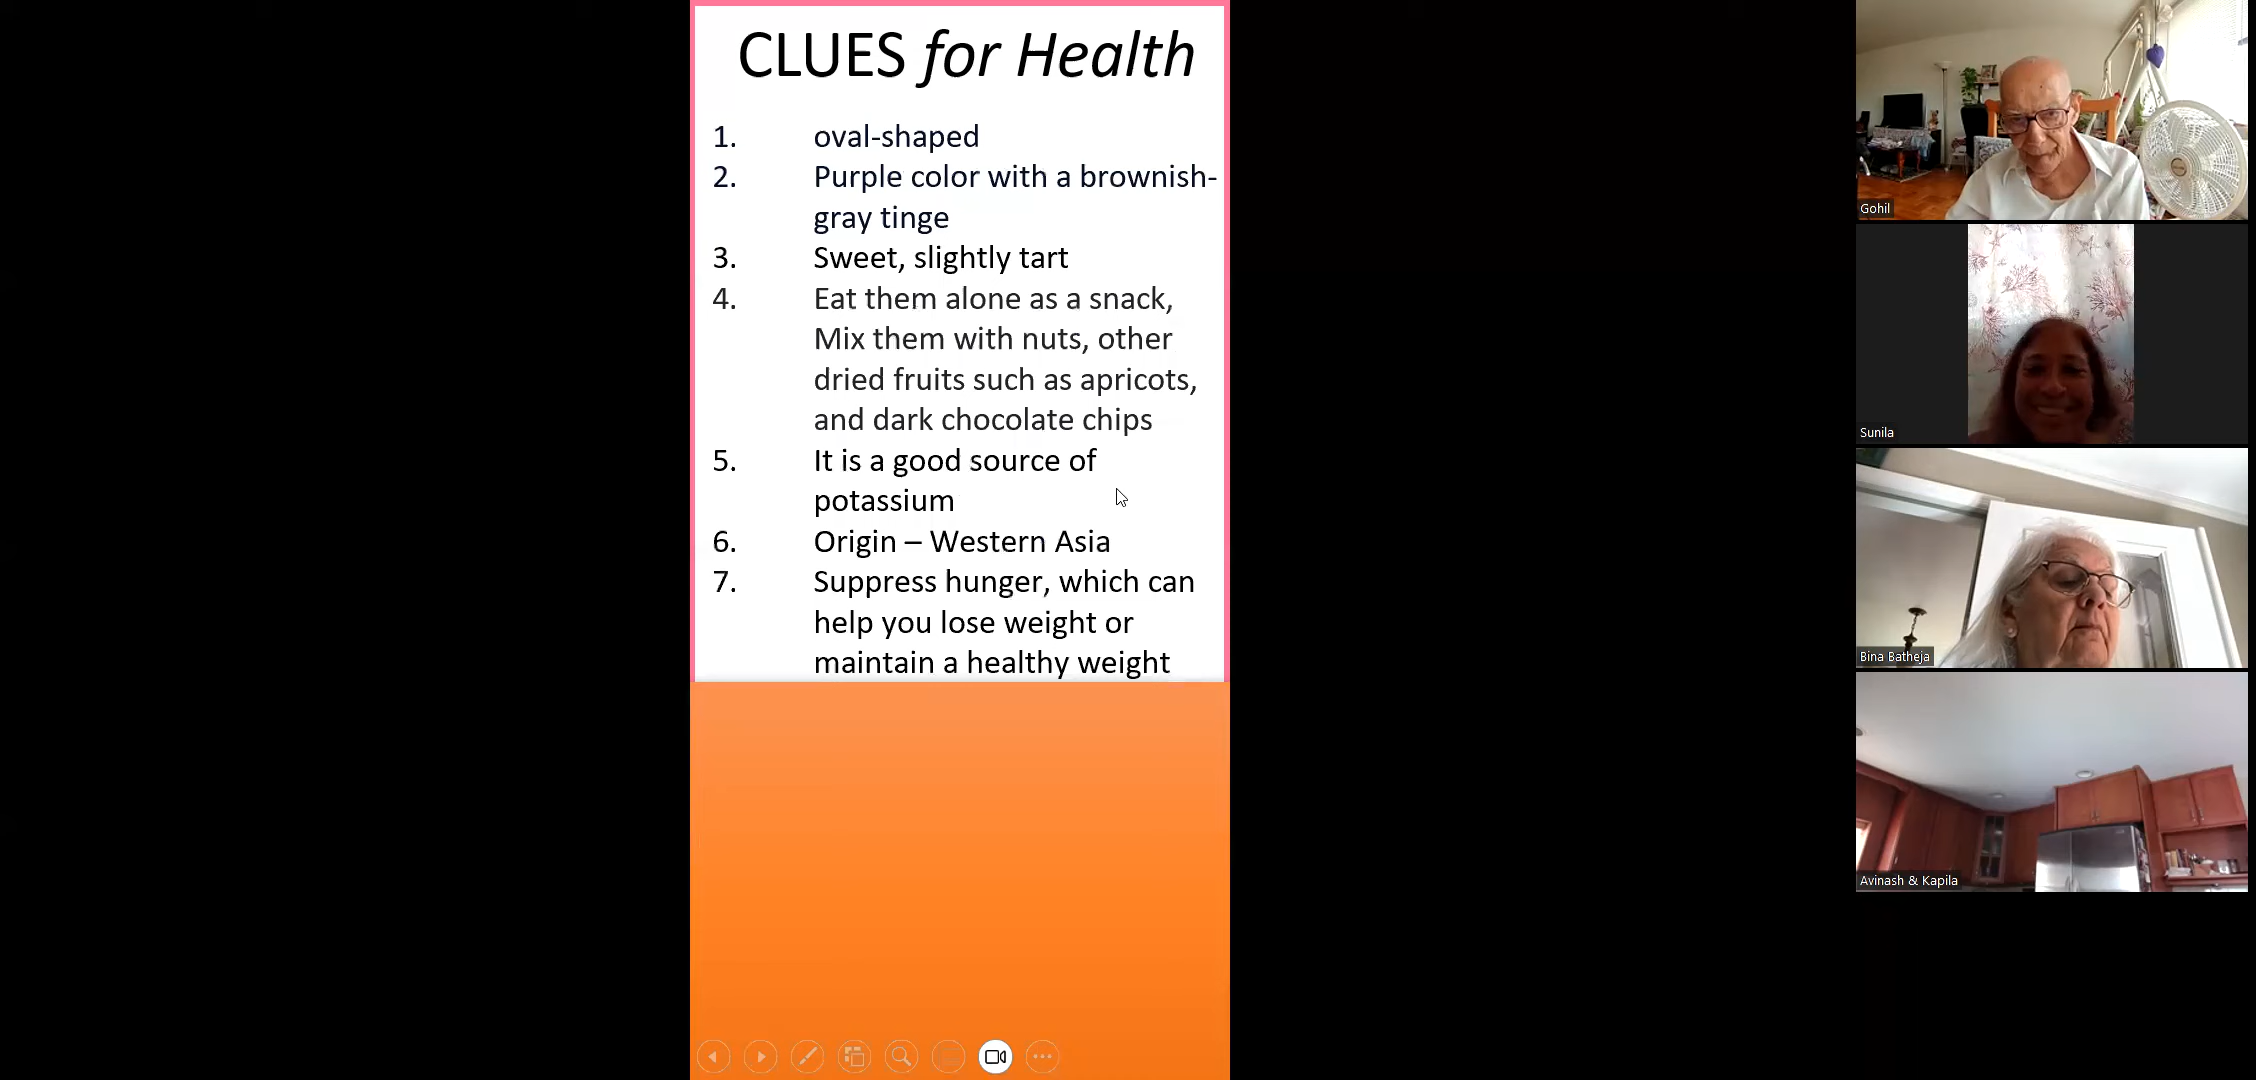 CLUES for Health
1. oval-shaped
2. Purple color with a brownish-
gray tinge
3. Sweet, slightly tart
4. Eat them alone as a snack,
Mix them with nuts, other
dried fruits such as apricots,
and dark chocolate chips
5. It is a good source of
potassium
6. Origin – Western Asia
7. Suppress hunger, which can
help you lose weight or
maintain a healthy weight
Gohil
Sunila
Bina Batheja
Avinash & Kapila